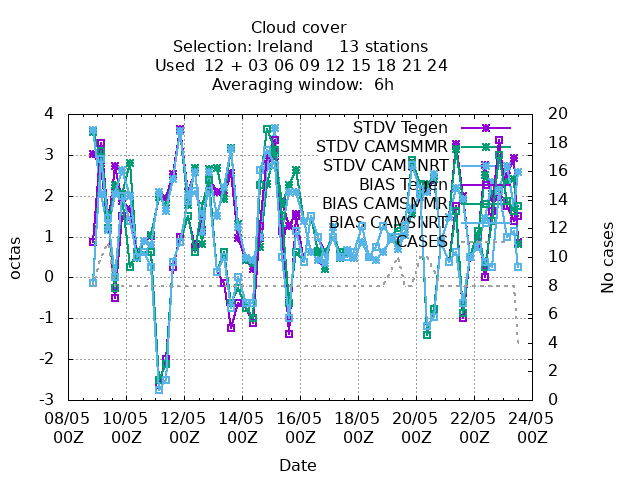 Cloud cover
Selection: Ireland 13 stations
Used 12 + 03 06 09 12 15 18 21 24
Averaging window: 6h
4
3
2
1
0
-1
-2
-3
octas
20
18
16
14
12
10
8
6
4
2
0
No cases
STDV Tegen
STDV CAMSMMR
STDV CAMSNRT
BIAS Tegen
BIAS CAMSMMR
BIAS CAMSNRT
CASES
08/05 10/05 12/05 14/05 16/05 18/05 20/05 22/05 24/05
00Z 00Z 00Z 00Z 00Z 00Z 00Z 00Z 00Z
Date